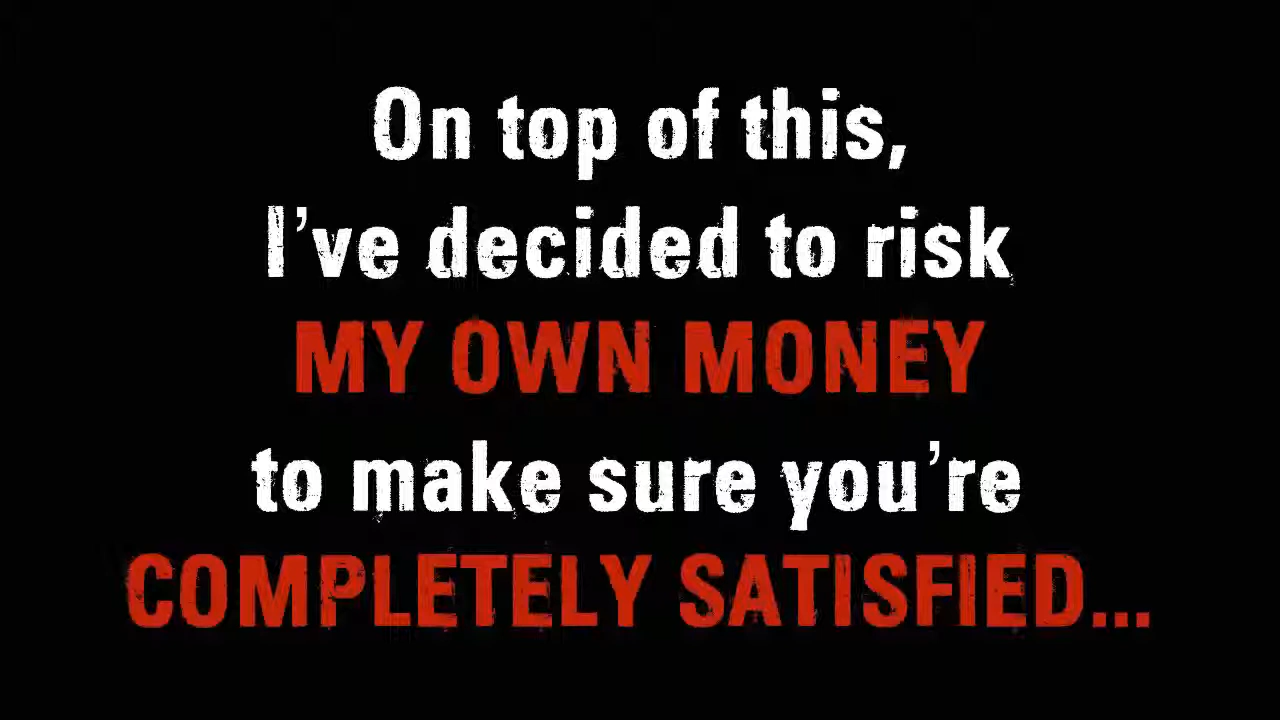 On top of this,
I’ve decided to risk
MY OWN MONEY
to make sure you’re
COMPLETELY SATISFIED...